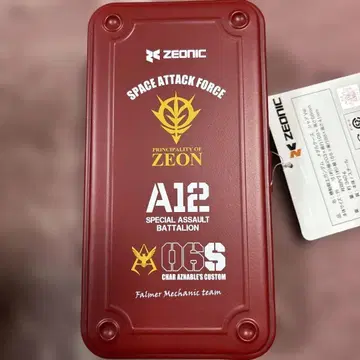 ZEONIC
SPACE ATTACK FORCE
PRINCIPALITY OF
ZEON
A12
SPECIAL ASSAULT
BATTALION
06S
CHAR AZNABLE'S CUSTOM
Falmer Mechanic team
ZEONIC